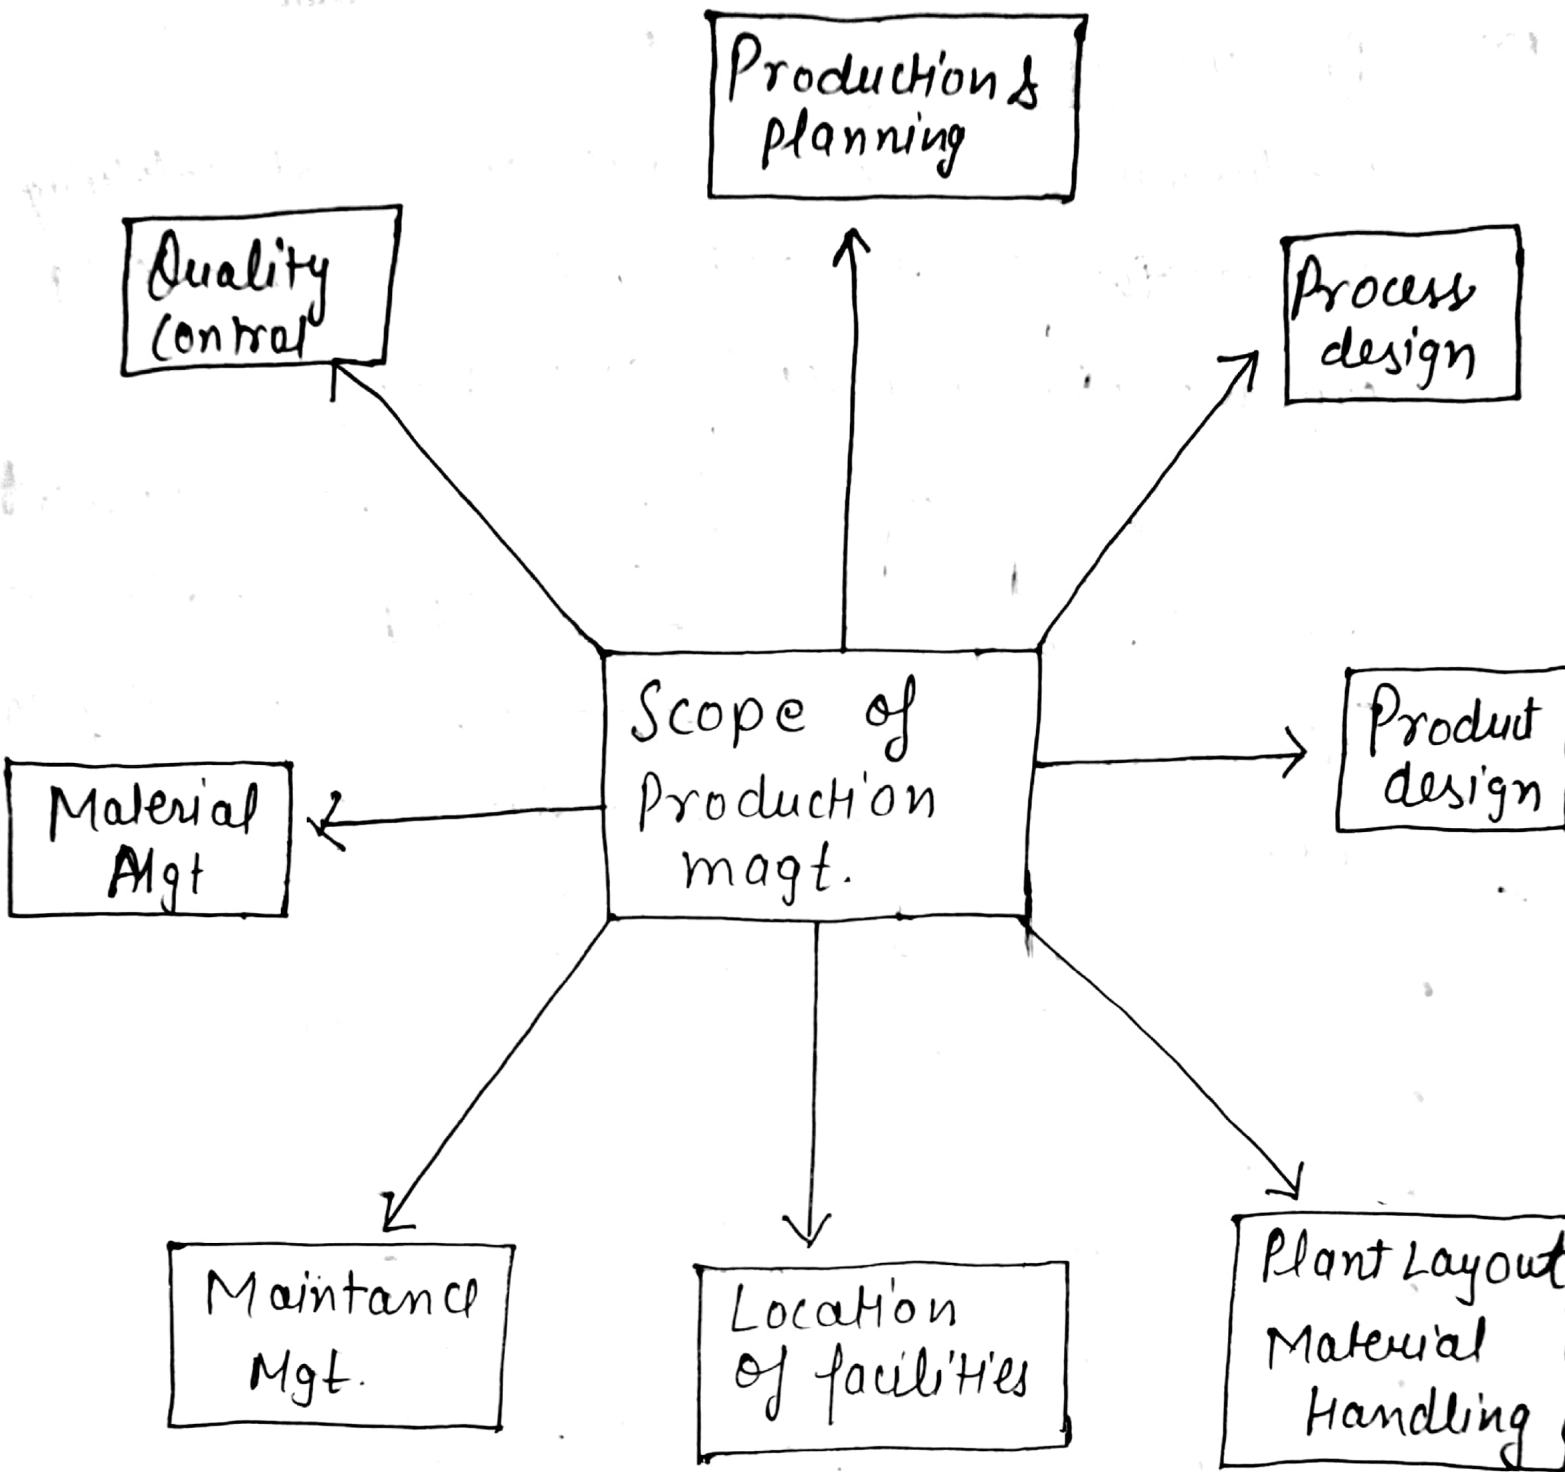 Production &
planning
Quality
control
Process
design
Scope of
Production
magt.
Product
design
Material
Mgt
Maintance
Mgt.
Location
of facilities
Plant Layout
Material
Handling